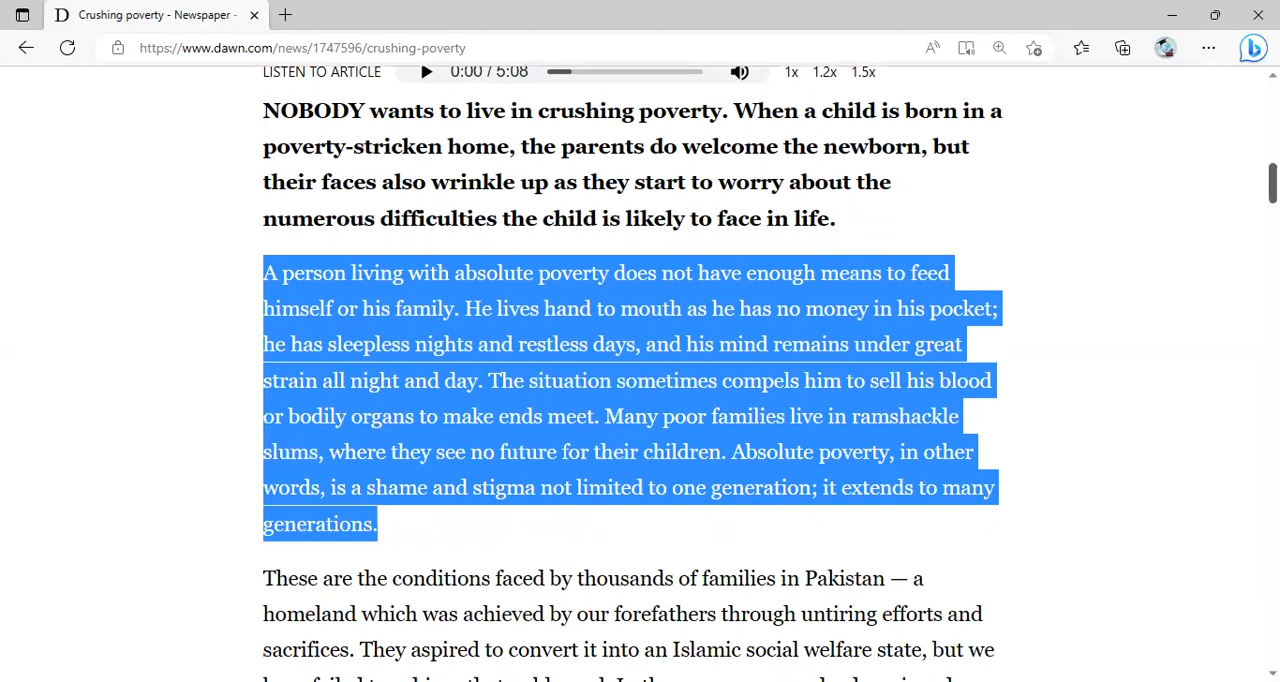 Crushing poverty - Newspaper -
https://www.dawn.com/news/1747596/crushing-poverty
LISTEN TO ARTICLE 0:00 / 5:08 1x 1.2x 1.5x
NOBODY wants to live in crushing poverty. When a child is born in a
poverty-stricken home, the parents do welcome the newborn, but
their faces also wrinkle up as they start to worry about the
numerous difficulties the child is likely to face in life.
A person living with absolute poverty does not have enough means to feed
himself or his family. He lives hand to mouth as he has no money in his pocket;
he has sleepless nights and restless days, and his mind remains under great
strain all night and day. The situation sometimes compels him to sell his blood
or bodily organs to make ends meet. Many poor families live in ramshackle
slums, where they see no future for their children. Absolute poverty, in other
words, is a shame and stigma not limited to one generation; it extends to many
generations.
These are the conditions faced by thousands of families in Pakistan — a
homeland which was achieved by our forefathers through untiring efforts and
sacrifices. They aspired to convert it into an Islamic social welfare state, but we